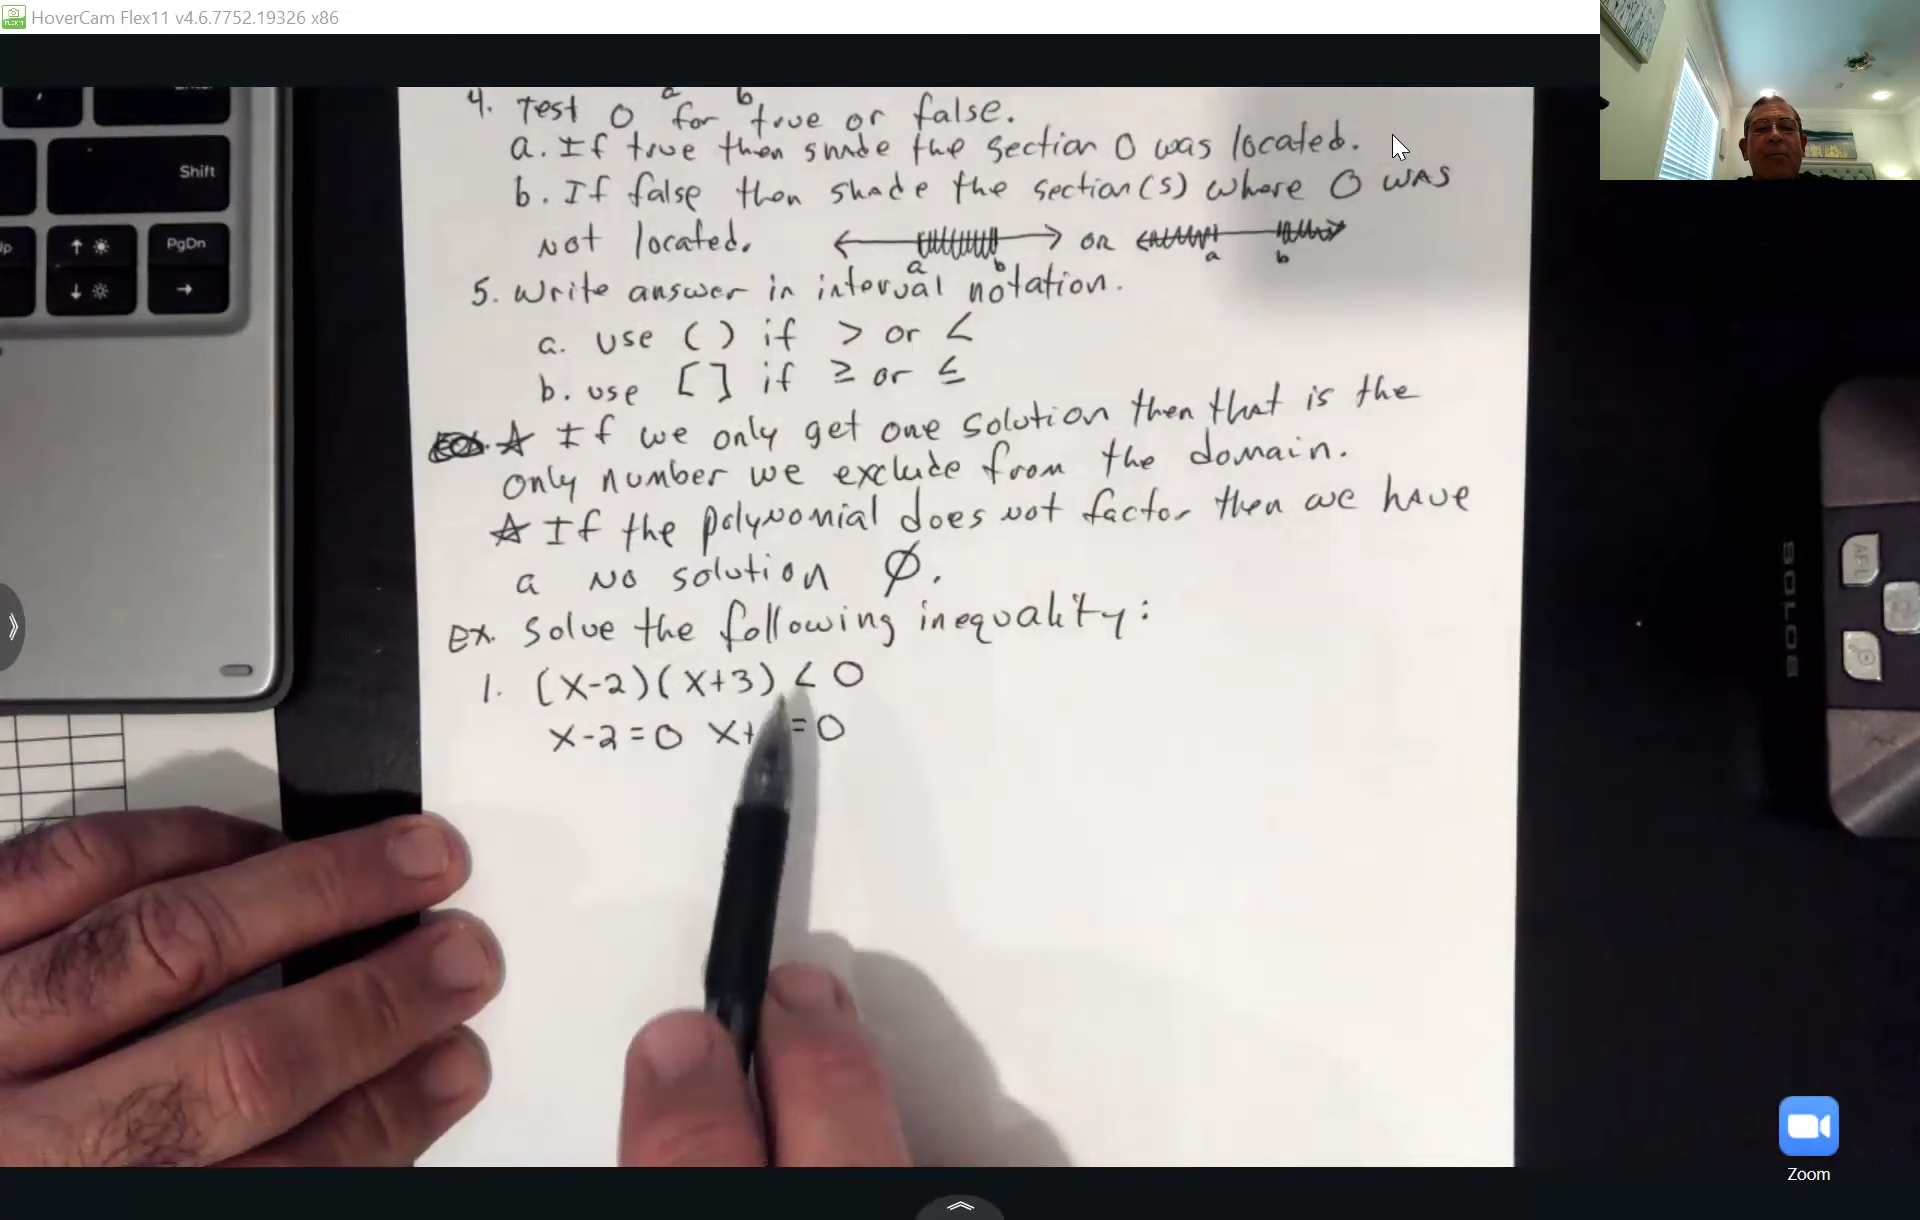 HoverCam Flex11 v4.6.7752.19326 x86
Shift
PgDn
a b
4. Test 0 for true or false.
a. If true then shade the section 0 was located.
b. If false then shade the section(s) where 0 was
not located. OR
a b a b
5. Write answer in interval notation.
a. use ( ) if > or <
b. use [ ] if ≥ or ≤
☆ If we only get one solution then that is the
only number we exclude from the domain.
☆ If the polynomial does not factor then we have
a no solution ∅.
Ex. Solve the following inequality:
1. (x-2)(x+3) < 0
x-2=0 x+ =0
SOLO8
Zoom